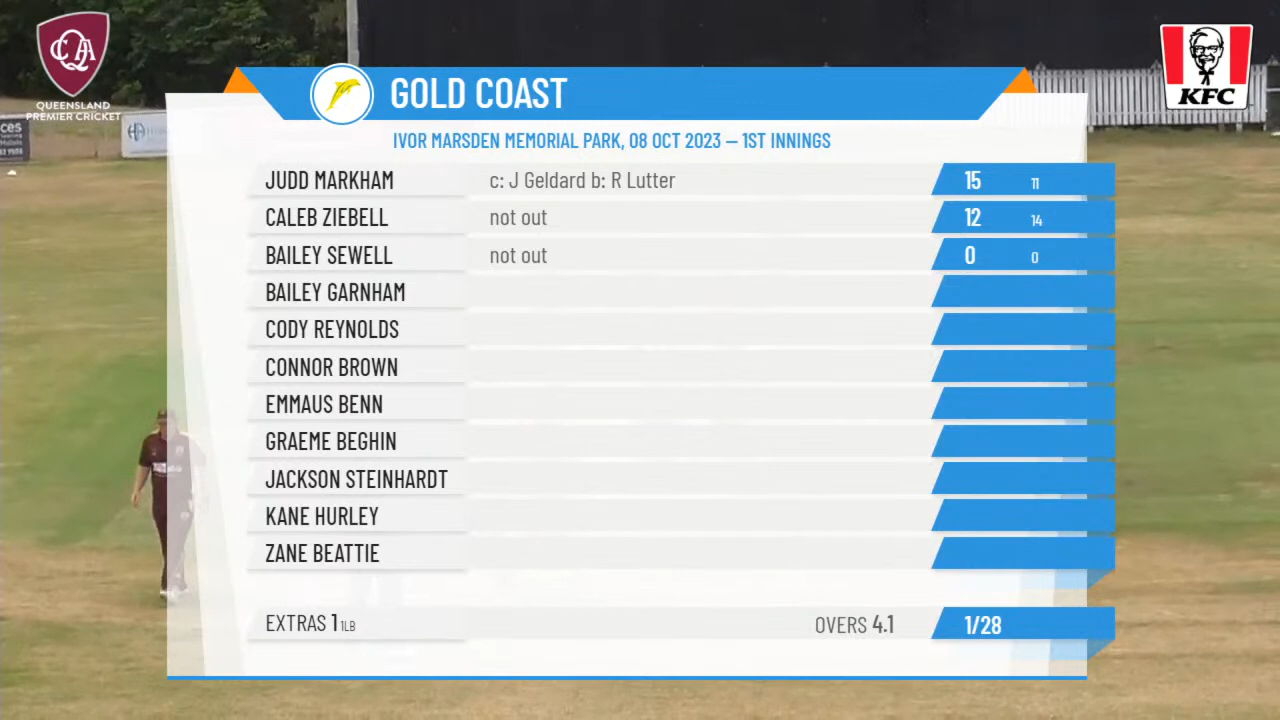 QUEENSLAND
PREMIER CRICKET
KFC
GOLD COAST
IVOR MARSDEN MEMORIAL PARK, 08 OCT 2023 – 1ST INNINGS
JUDD MARKHAM c: J Geldard b: R Lutter 15 11
CALEB ZIEBELL not out 12 14
BAILEY SEWELL not out 0 0
BAILEY GARNHAM
CODY REYNOLDS
CONNOR BROWN
EMMAUS BENN
GRAEME BEGHIN
JACKSON STEINHARDT
KANE HURLEY
ZANE BEATTIE
EXTRAS 1 1LB OVERS 4.1 1/28